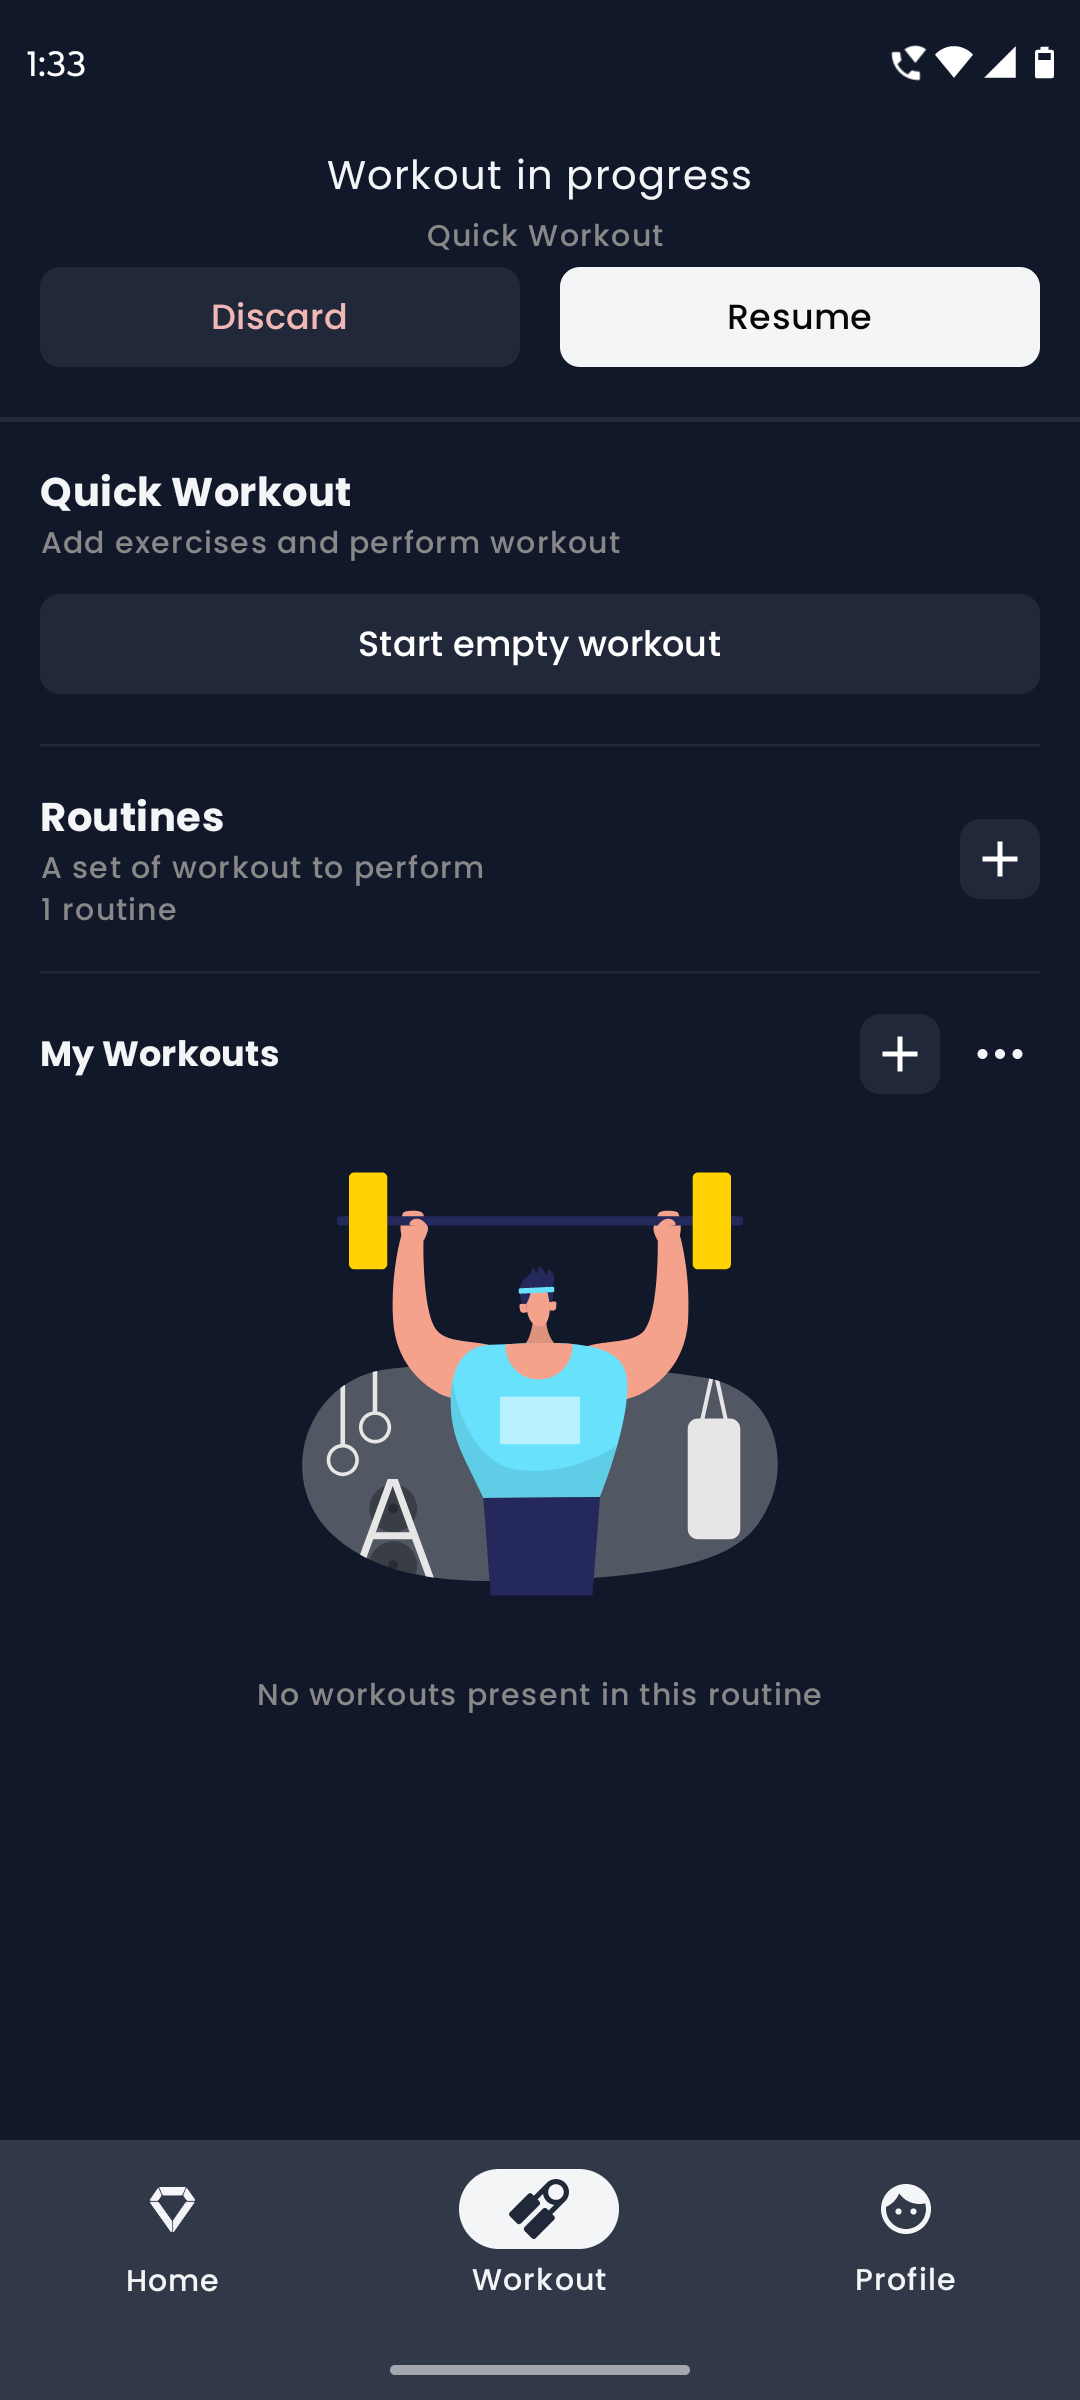 1:33
Workout in progress
Quick Workout
Discard
Resume
Quick Workout
Add exercises and perform workout
Start empty workout
Routines
A set of workout to perform
1 routine
My Workouts
No workouts present in this routine
Home
Workout
Profile